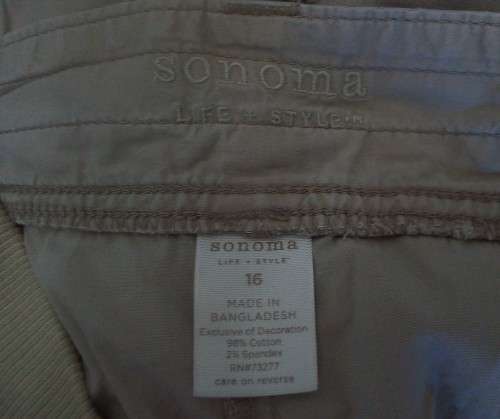 sonoma
LIFE + STYLE™
sonoma
LIFE + STYLE
16
MADE IN
BANGLADESH
Exclusive of Decoration
98% Cotton
2% Spandex
RN#73277
care on reverse